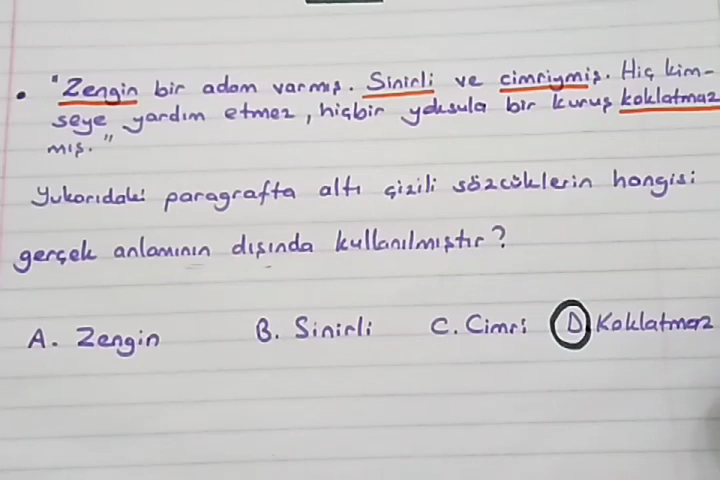 • "Zengin bir adam varmış. Sinirli ve cimriymiş. Hiç kim-
seye yardım etmez, hiçbir yoksula bir kuruş koklatmaz
mış."
Yukarıdaki paragrafta altı çizili sözcüklerin hangisi
gerçek anlamının dışında kullanılmıştır?
A. Zengin B. Sinirli C. Cimri D Koklatmaz